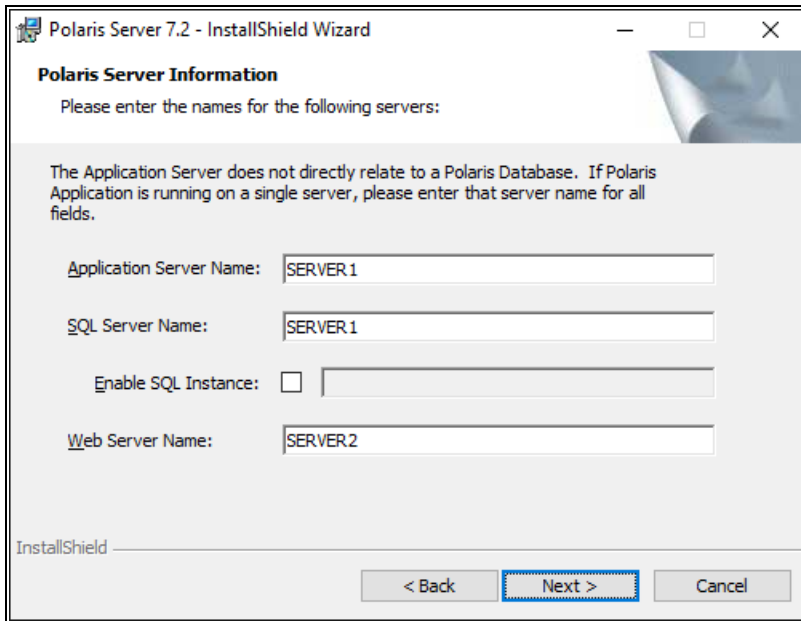 Polaris Server 7.2 - InstallShield Wizard
Polaris Server Information
Please enter the names for the following servers:
The Application Server does not directly relate to a Polaris Database. If Polaris
Application is running on a single server, please enter that server name for all
fields.
Application Server Name: SERVER1
SQL Server Name: SERVER1
Enable SQL Instance:
Web Server Name: SERVER2
InstallShield
< Back Next > Cancel